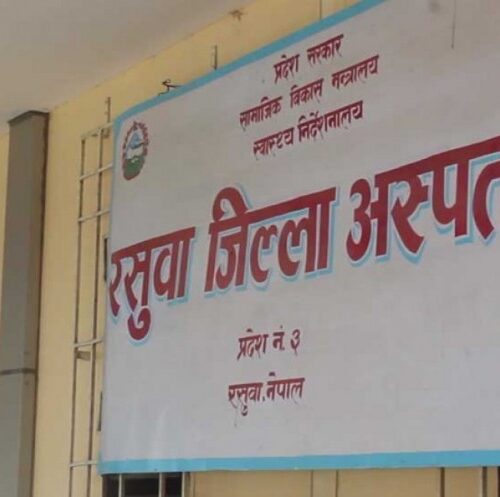 प्रदेश सरकार
सामाजिक विकास मन्त्रालय
स्वास्थ्य निर्देशनालय
रसुवा जिल्ला अस्पत
प्रदेश नं. ३
रसुवा, नेपाल